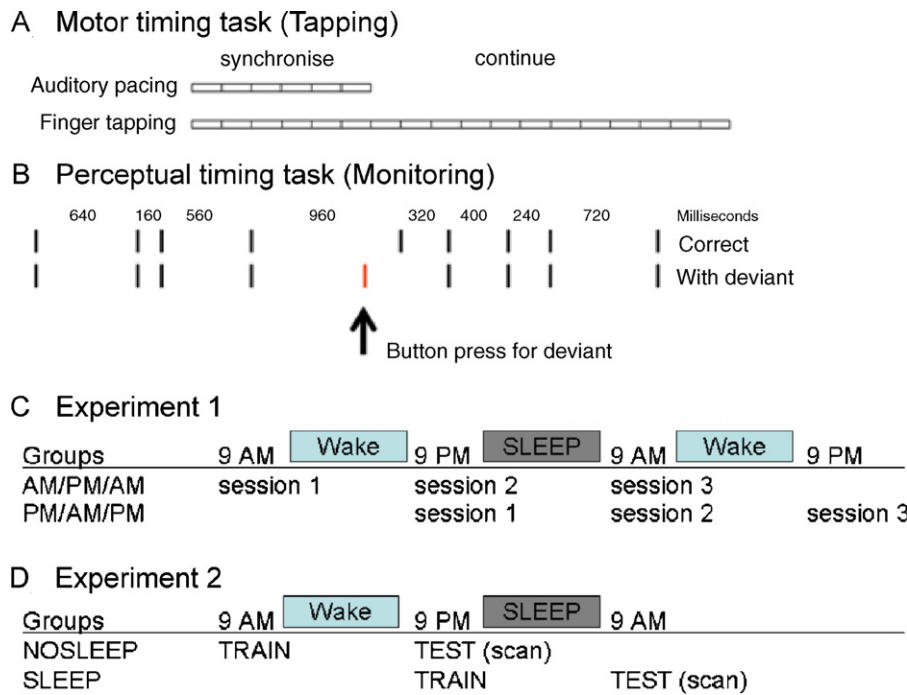 A Motor timing task (Tapping)
synchronise continue
Auditory pacing
Finger tapping
B Perceptual timing task (Monitoring)
640 160 560 960 320 400 240 720 Milliseconds
Correct
With deviant
Button press for deviant
C Experiment 1
Groups 9 AM Wake 9 PM SLEEP 9 AM Wake 9 PM
AM/PM/AM session 1 session 2 session 3
PM/AM/PM session 1 session 2 session 3
D Experiment 2
Groups 9 AM Wake 9 PM SLEEP 9 AM
NOSLEEP TRAIN TEST (scan)
SLEEP TRAIN TEST (scan)